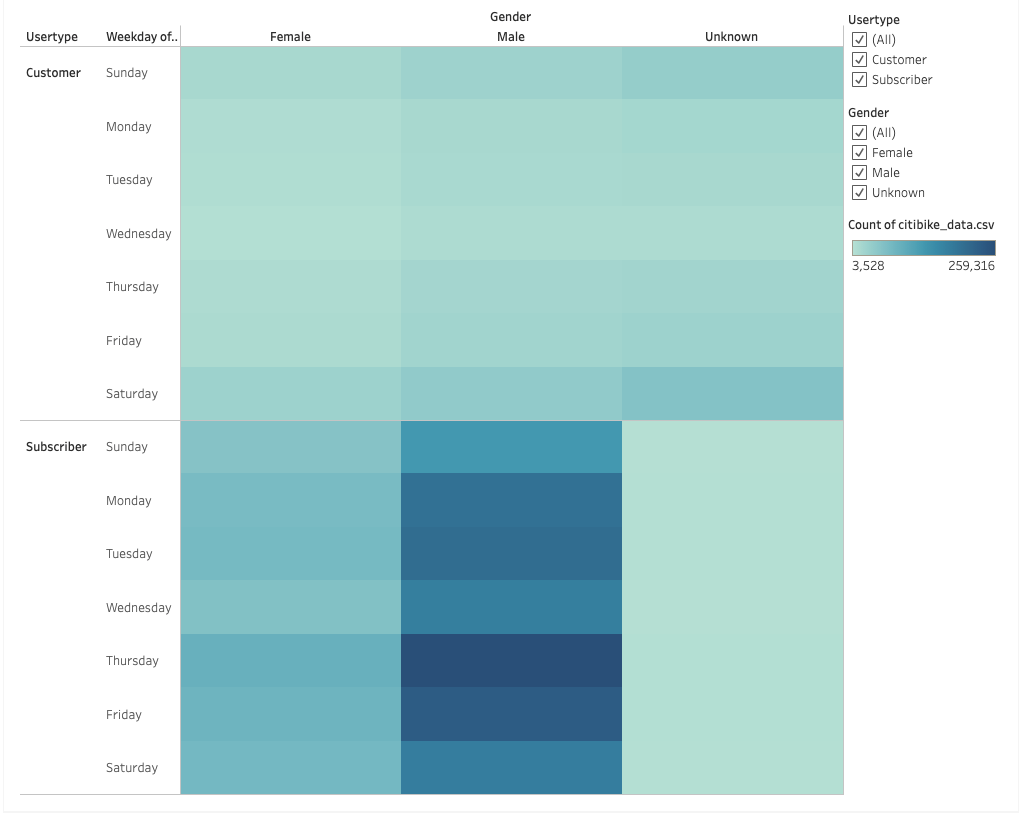 Gender
Usertype Weekday of.. Female Male Unknown
Customer Sunday
Monday
Tuesday
Wednesday
Thursday
Friday
Saturday
Subscriber Sunday
Monday
Tuesday
Wednesday
Thursday
Friday
Saturday
Usertype
(All)
Customer
Subscriber
Gender
(All)
Female
Male
Unknown
Count of citibike_data.csv
3,528 259,316